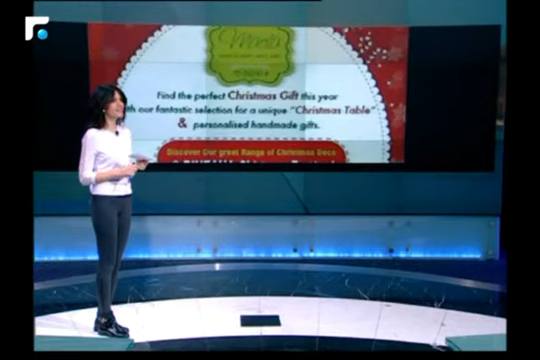 Find the perfect Christmas Gift this year
th our fantastic selection for a unique "Christmas Table"
& personalised handmade gifts.
Discover Our great Range of Christmas Deco